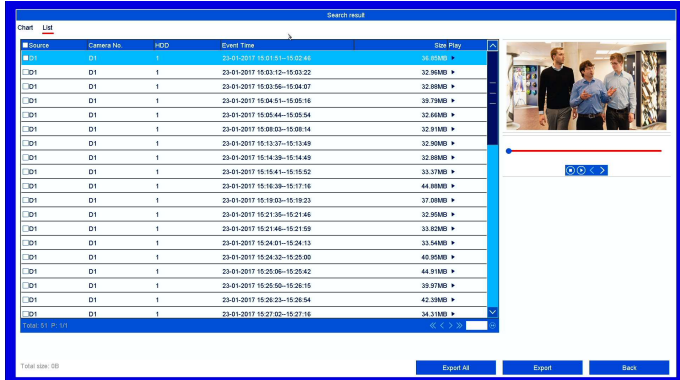 Search result
Chart List
Source Camera No. HDD Event Time Size Play
D1 D1 1 23-01-2017 15:01:51--15:02:46 36.85MB
D1 D1 1 23-01-2017 15:03:12--15:03:22 32.96MB
D1 D1 1 23-01-2017 15:03:56--15:04:07 32.88MB
D1 D1 1 23-01-2017 15:04:51--15:05:16 39.79MB
D1 D1 1 23-01-2017 15:05:44--15:05:54 32.66MB
D1 D1 1 23-01-2017 15:08:03--15:08:14 32.91MB
D1 D1 1 23-01-2017 15:13:37--15:13:49 32.90MB
D1 D1 1 23-01-2017 15:14:39--15:14:49 32.88MB
D1 D1 1 23-01-2017 15:15:41--15:15:52 33.37MB
D1 D1 1 23-01-2017 15:16:39--15:17:16 44.88MB
D1 D1 1 23-01-2017 15:19:03--15:19:23 37.08MB
D1 D1 1 23-01-2017 15:21:35--15:21:46 32.95MB
D1 D1 1 23-01-2017 15:21:46--15:21:59 33.82MB
D1 D1 1 23-01-2017 15:24:01--15:24:13 33.54MB
D1 D1 1 23-01-2017 15:24:32--15:25:00 40.95MB
D1 D1 1 23-01-2017 15:25:06--15:25:42 44.91MB
D1 D1 1 23-01-2017 15:25:50--15:26:15 39.97MB
D1 D1 1 23-01-2017 15:26:23--15:26:54 42.39MB
D1 D1 1 23-01-2017 15:27:02--15:27:16 34.31MB
Total: 51 P: 1/1
Total size: 0B
Export All Export Back